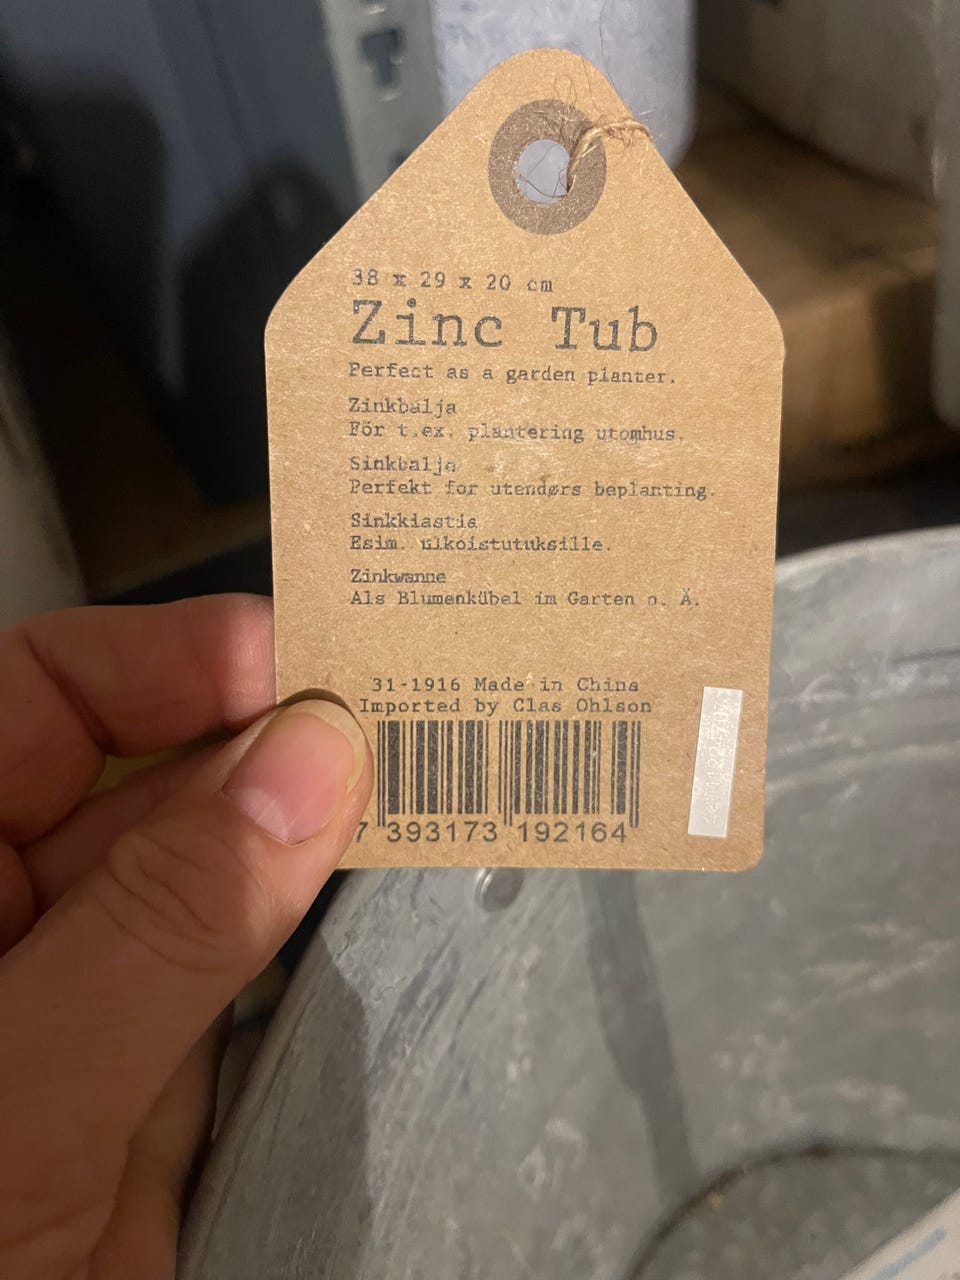 38 x 29 x 20 cm
Zinc Tub
Perfect as a garden planter.
Zinkbalja
För t.ex. plantering utomhus.
Sinkbalje
Perfekt for utendørs beplanting.
Sinkkiastia
Esim. ulkoistutuksille.
Zinkwanne
Als Blumenkübel im Garten o. Ä.
31-1916 Made in China
Imported by Clas Ohlson
7 393173 192164